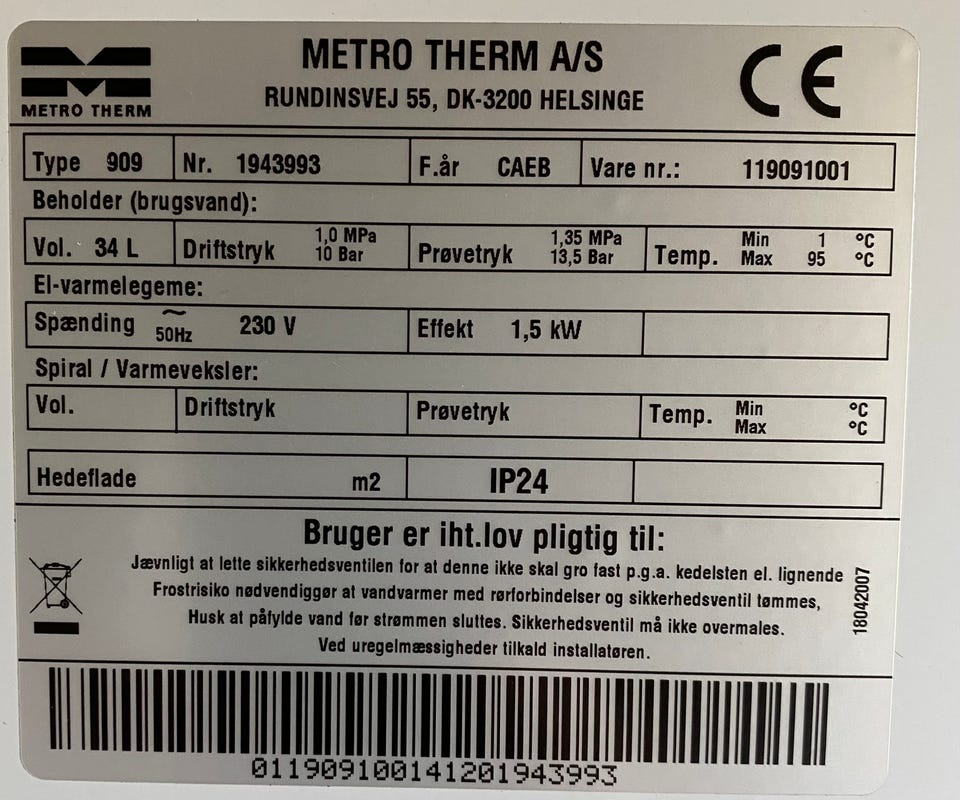 METRO THERM
METRO THERM A/S
RUNDINSVEJ 55, DK-3200 HELSINGE
CE
Type 909 Nr. 1943993 F.år CAEB Vare nr.: 119091001
Beholder (brugsvand):
Vol. 34 L Driftstryk 1,0 MPa 10 Bar Prøvetryk 1,35 MPa 13,5 Bar Temp. Min 1 °C Max 95 °C
El-varmelegeme:
Spænding ~ 50Hz 230 V Effekt 1,5 kW
Spiral / Varmeveksler:
Vol. Driftstryk Prøvetryk Temp. Min °C Max °C
Hedeflade m2 IP24
Bruger er iht.lov pligtig til:
Jævnligt at lette sikkerhedsventilen for at denne ikke skal gro fast p.g.a. kedelsten el. lignende
Frostrisiko nødvendiggør at vandvarmer med rørforbindelser og sikkerhedsventil tømmes,
Husk at påfylde vand før strømmen sluttes. Sikkerhedsventil må ikke overmales.
Ved uregelmæssigheder tilkald installatøren.
18042007
01190910014120194​3993